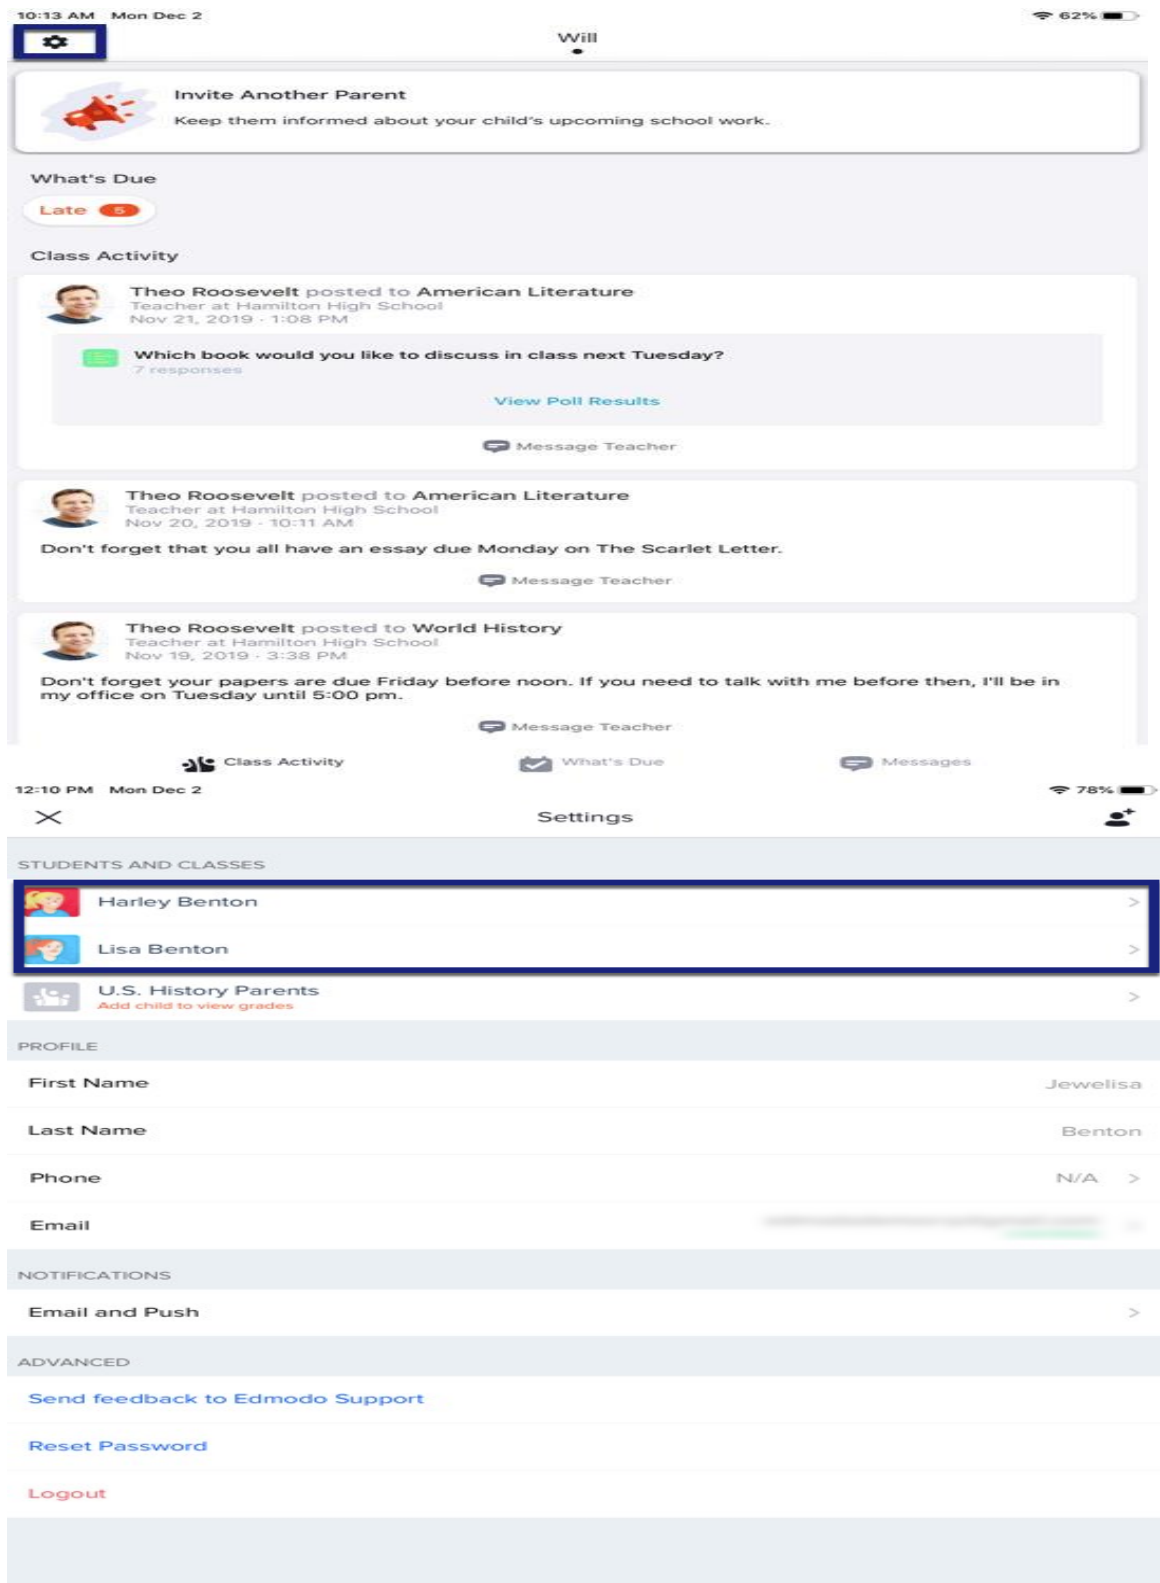 10:13 AM Mon Dec 2
62%
Will
Invite Another Parent
Keep them informed about your child's upcoming school work.
What's Due
Late 5
Class Activity
Theo Roosevelt posted to American Literature
Teacher at Hamilton High School
Nov 21, 2019 · 1:08 PM
Which book would you like to discuss in class next Tuesday?
7 responses
View Poll Results
Message Teacher
Theo Roosevelt posted to American Literature
Teacher at Hamilton High School
Nov 20, 2019 · 10:11 AM
Don't forget that you all have an essay due Monday on The Scarlet Letter.
Message Teacher
Theo Roosevelt posted to World History
Teacher at Hamilton High School
Nov 19, 2019 · 3:38 PM
Don't forget your papers are due Friday before noon. If you need to talk with me before then, I'll be in
my office on Tuesday until 5:00 pm.
Message Teacher
Class Activity What's Due Messages
12:10 PM Mon Dec 2
78%
Settings
STUDENTS AND CLASSES
Harley Benton
Lisa Benton
U.S. History Parents
Add child to view grades
PROFILE
First Name Jewelisa
Last Name Benton
Phone N/A
Email
NOTIFICATIONS
Email and Push
ADVANCED
Send feedback to Edmodo Support
Reset Password
Logout